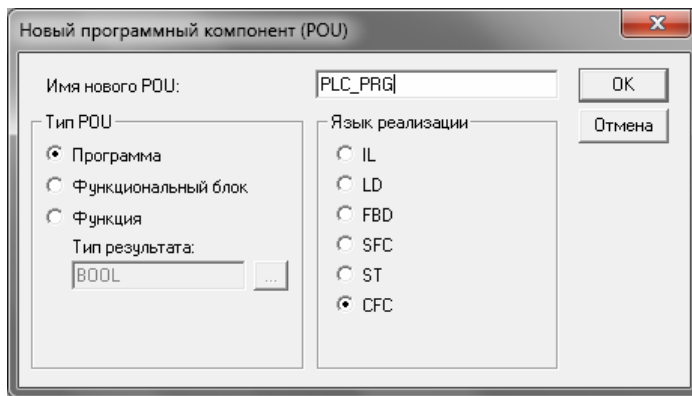 Новый программный компонент (POU)
Имя нового POU:
PLC_PRG
OK
Отмена
Тип POU
Программа
Функциональный блок
Функция
Тип результата:
BOOL
...
Язык реализации
IL
LD
FBD
SFC
ST
CFC